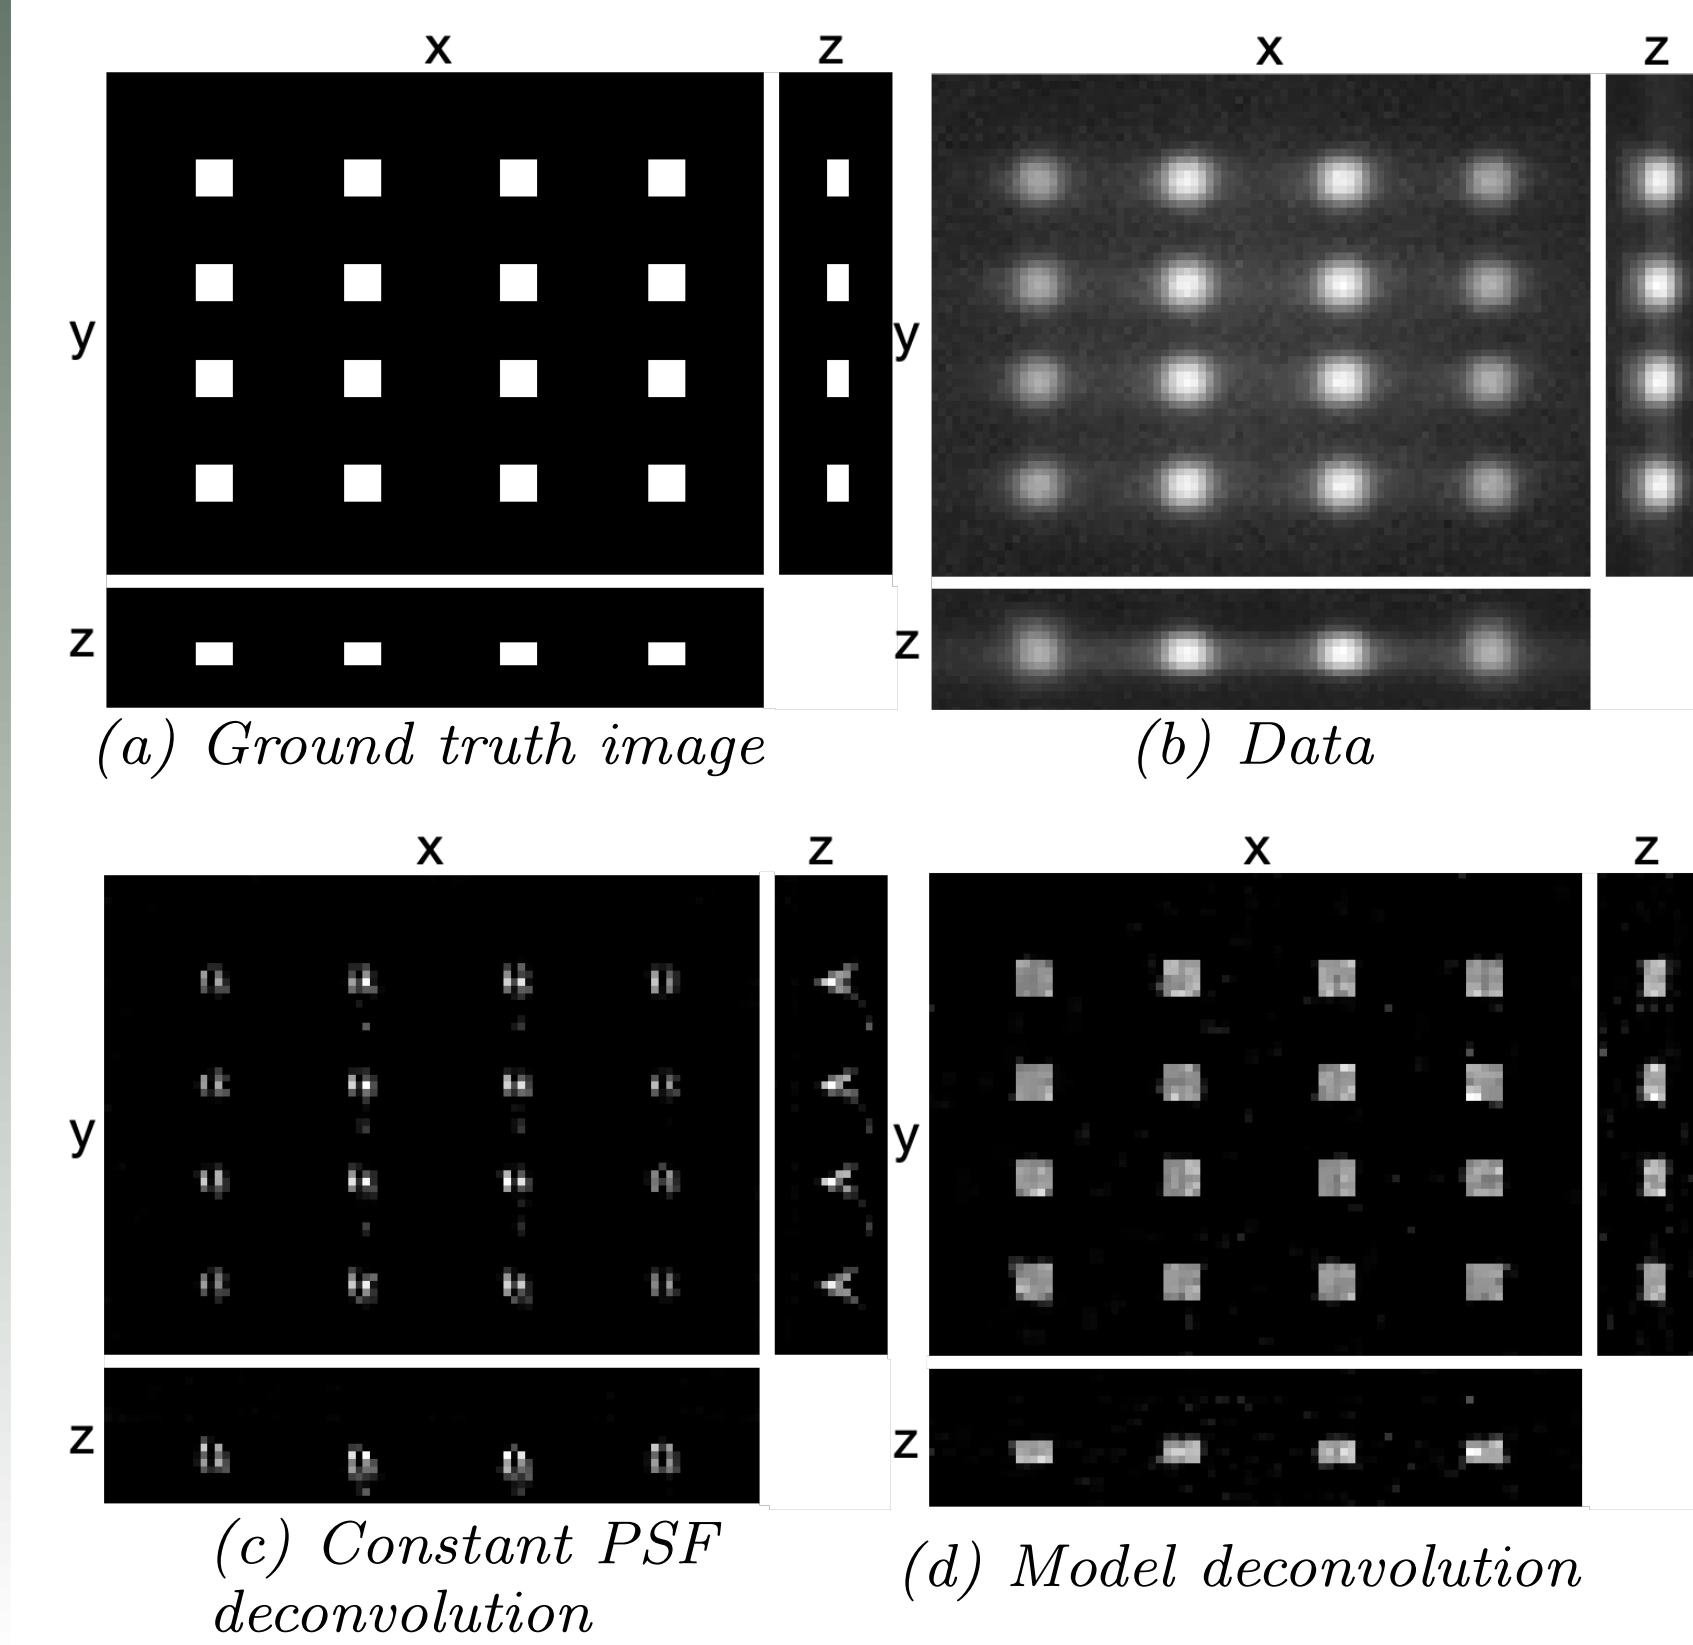 x z x z
y y
z z
(a) Ground truth image (b) Data
x z x z
y y
z z
(c) Constant PSF
deconvolution
(d) Model deconvolution